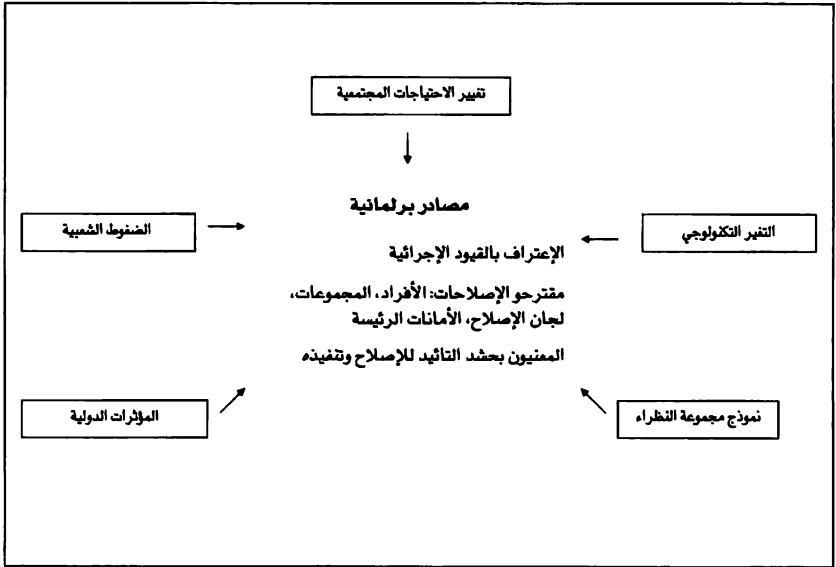 تغيير الاحتياجات المجتمعية
مصادر برلمانية
التغير التكنولوجي
الضغوط الشعبية
الإعتراف بالقيود الإجرائية
مقترحو الإصلاحات: الأفراد، المجموعات،
لجان الإصلاح، الأمانات الرئيسة
المعنيون بحشد التائيد للإصلاح وتنفيذه
نموذج مجموعة النظراء
المؤثرات الدولية